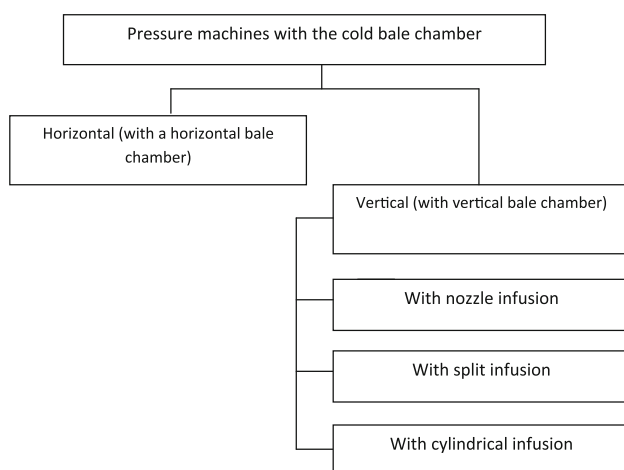 Pressure machines with the cold bale chamber
Horizontal (with a horizontal bale
chamber)
Vertical (with vertical bale chamber)
With nozzle infusion
With split infusion
With cylindrical infusion